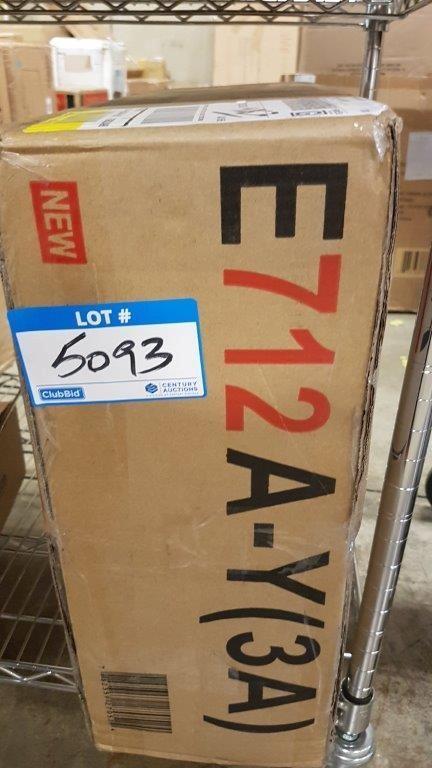 NEW
E712A-Y(3A)
LOT #
5093
ClubBid
CENTURY
AUCTIONS